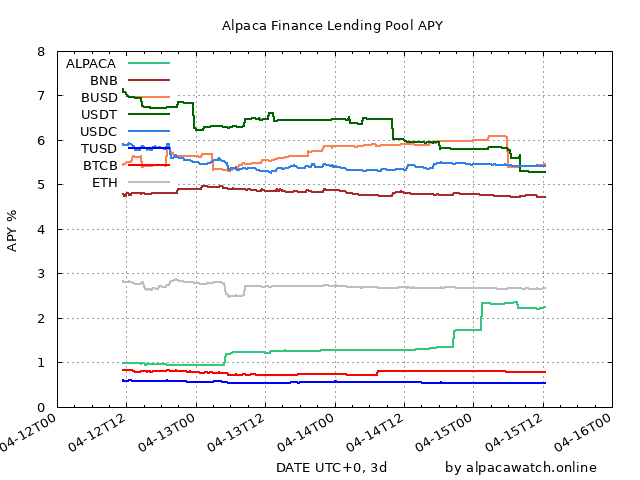 Alpaca Finance Lending Pool APY
8
7
6
5
4
3
2
1
0
APY %
ALPACA
BNB
BUSD
USDT
USDC
TUSD
BTCB
ETH
04-12T00
04-12T12
04-13T00
04-13T12
04-14T00
04-14T12
04-15T00
04-15T12
04-16T00
DATE UTC+0, 3d
by alpacawatch.online